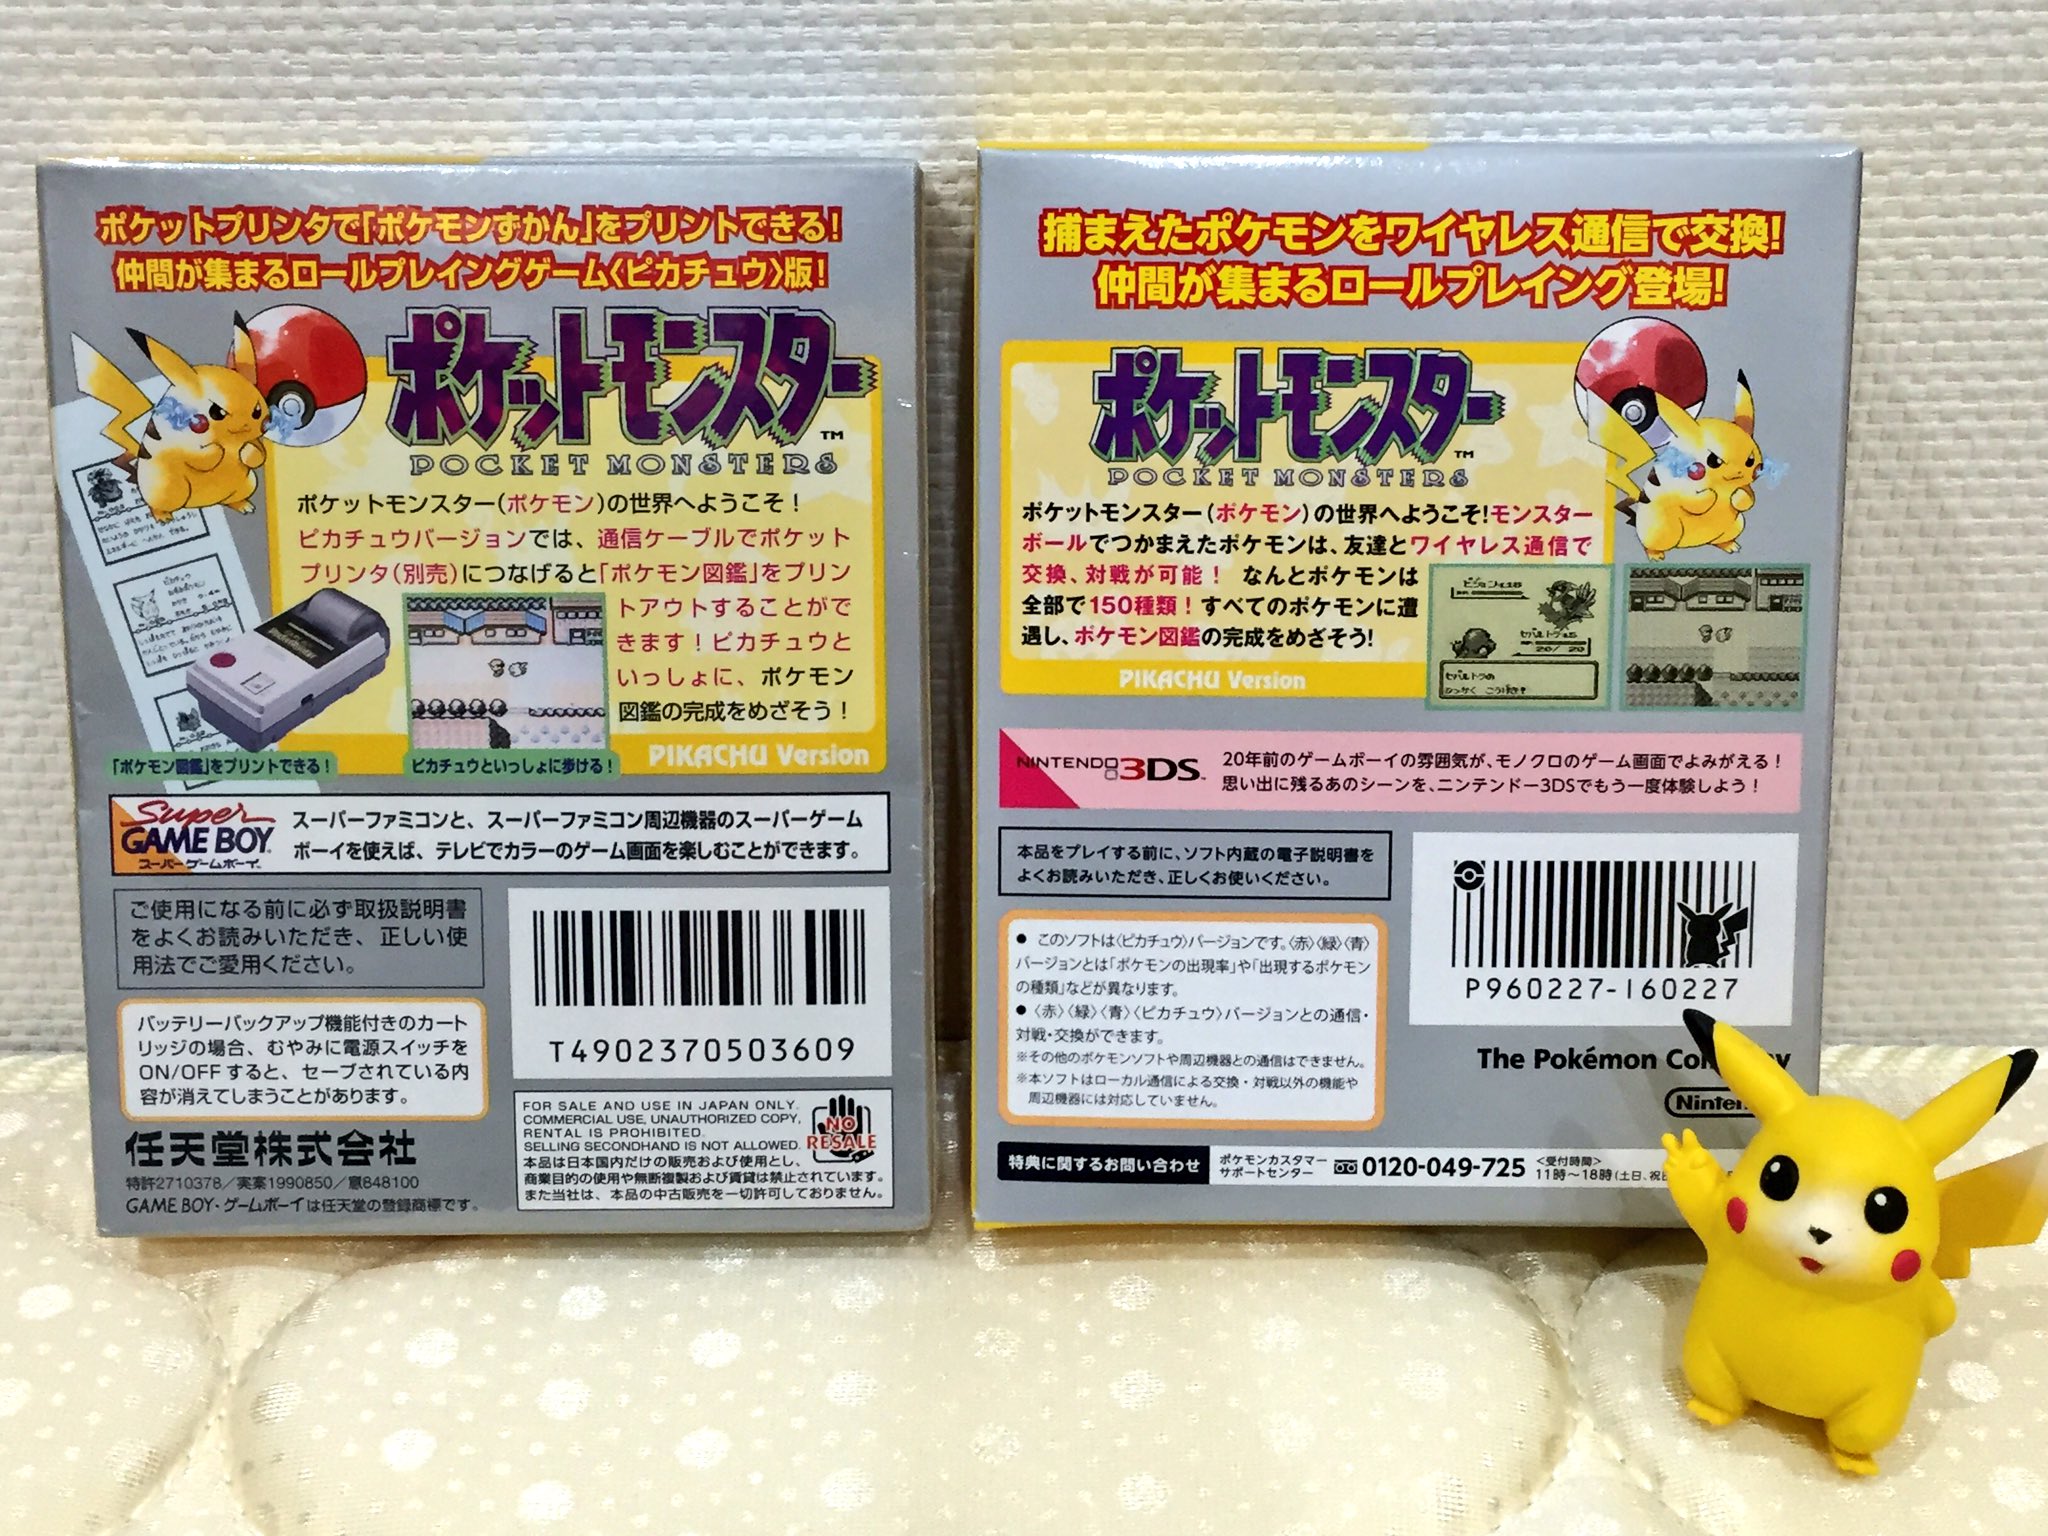 ポケットプリンタで「ポケモンずかん」をプリントできる!
仲間が集まるロールプレイングゲーム〈ピカチュウ〉版!
ポケットモンスター™
POCKET MONSTERS
ポケットモンスター(ポケモン)の世界へようこそ!
ピカチュウバージョンでは、通信ケーブルでポケット
プリンタ(別売)につなげると「ポケモン図鑑」をプリン
トアウトすることがで
きます!ピカチュウと
いっしょに、ポケモン
図鑑の完成をめざそう!
PIKACHU Version
「ポケモン図鑑」をプリントできる!
ピカチュウといっしょに歩ける!
Super
GAME BOY
スーパーゲームボーイ
スーパーファミコンと、スーパーファミコン周辺機器のスーパーゲーム
ボーイを使えば、テレビでカラーのゲーム画面を楽しむことができます。
ご使用になる前に必ず取扱説明書
をよくお読みいただき、正しい使
用法でご愛用ください。
バッテリーバックアップ機能付きのカート
リッジの場合、むやみに電源スイッチを
ON/OFFすると、セーブされている内
容が消えてしまうことがあります。
T4902370503609
任天堂株式会社
特許2710378/実案1990850/意848100
GAME BOY・ゲームボーイは任天堂の登録商標です。
FOR SALE AND USE IN JAPAN ONLY.
COMMERCIAL USE, UNAUTHORIZED COPY,
RENTAL IS PROHIBITED.
SELLING SECONDHAND IS NOT ALLOWED.
NO
RESALE
本品は日本国内だけの販売および使用とし、
商業目的の使用や無断複製および賃貸は禁止されています。
また当社は、本品の中古販売を一切許可しておりません。
捕まえたポケモンをワイヤレス通信で交換!
仲間が集まるロールプレイング登場!
ポケットモンスター™
POCKET MONSTERS
ポケットモンスター(ポケモン)の世界へようこそ!モンスター
ボールでつかまえたポケモンは、友達とワイヤレス通信で
交換、対戦が可能! なんとポケモンは
全部で150種類!すべてのポケモンに遭
遇し、ポケモン図鑑の完成をめざそう!
PIKACHU Version
20/ 20
NINTENDO 3DS™
20年前のゲームボーイの雰囲気が、モノクロのゲーム画面でよみがえる!
思い出に残るあのシーンを、ニンテンドー3DSでもう一度体験しよう!
本品をプレイする前に、ソフト内蔵の電子説明書を
よくお読みいただき、正しくお使いください。
● このソフトは〈ピカチュウ〉バージョンです。〈赤〉〈緑〉〈青〉
バージョンとは「ポケモンの出現率」や「出現するポケモン
の種類」などが異なります。
● 〈赤〉〈緑〉〈青〉〈ピカチュウ〉バージョンとの通信・
対戦・交換ができます。
※その他のポケモンソフトや周辺機器との通信はできません。
※本ソフトはローカル通信による交換・対戦以外の機能や
周辺機器には対応していません。
P960227-160227
The Pokémon Co
Ninten
特典に関するお問い合わせ
ポケモンカスタマー
サポートセンター
0120-049-725
<受付時間>
11時〜18時(土日、祝